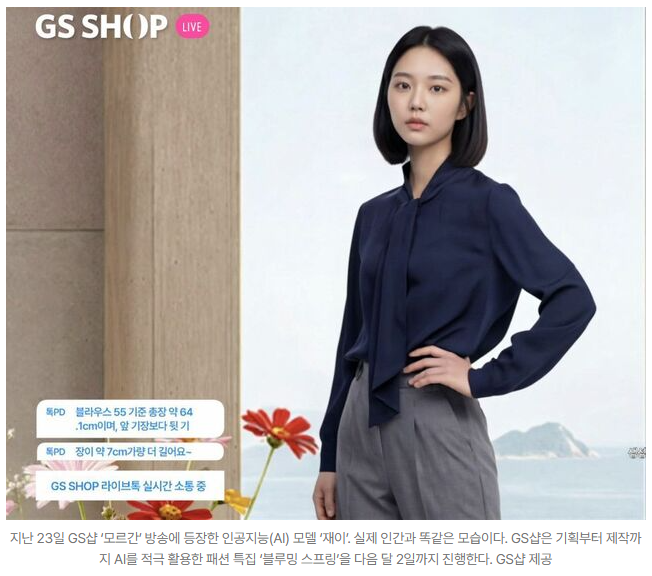 GS SHOP LIVE
톡PD 블라우스 55 기준 총장 약 64
.1cm이며, 앞 기장보다 뒷 기
톡PD 장이 약 7cm가량 더 길어요~
GS SHOP 라이브톡 실시간 소통 중
지난 23일 GS샵 ‘모르간’ 방송에 등장한 인공지능(AI) 모델 ‘재이’. 실제 인간과 똑같은 모습이다. GS샵은 기획부터 제작까
지 AI를 적극 활용한 패션 특집 ‘블루밍 스프링’을 다음 달 2일까지 진행한다. GS샵 제공